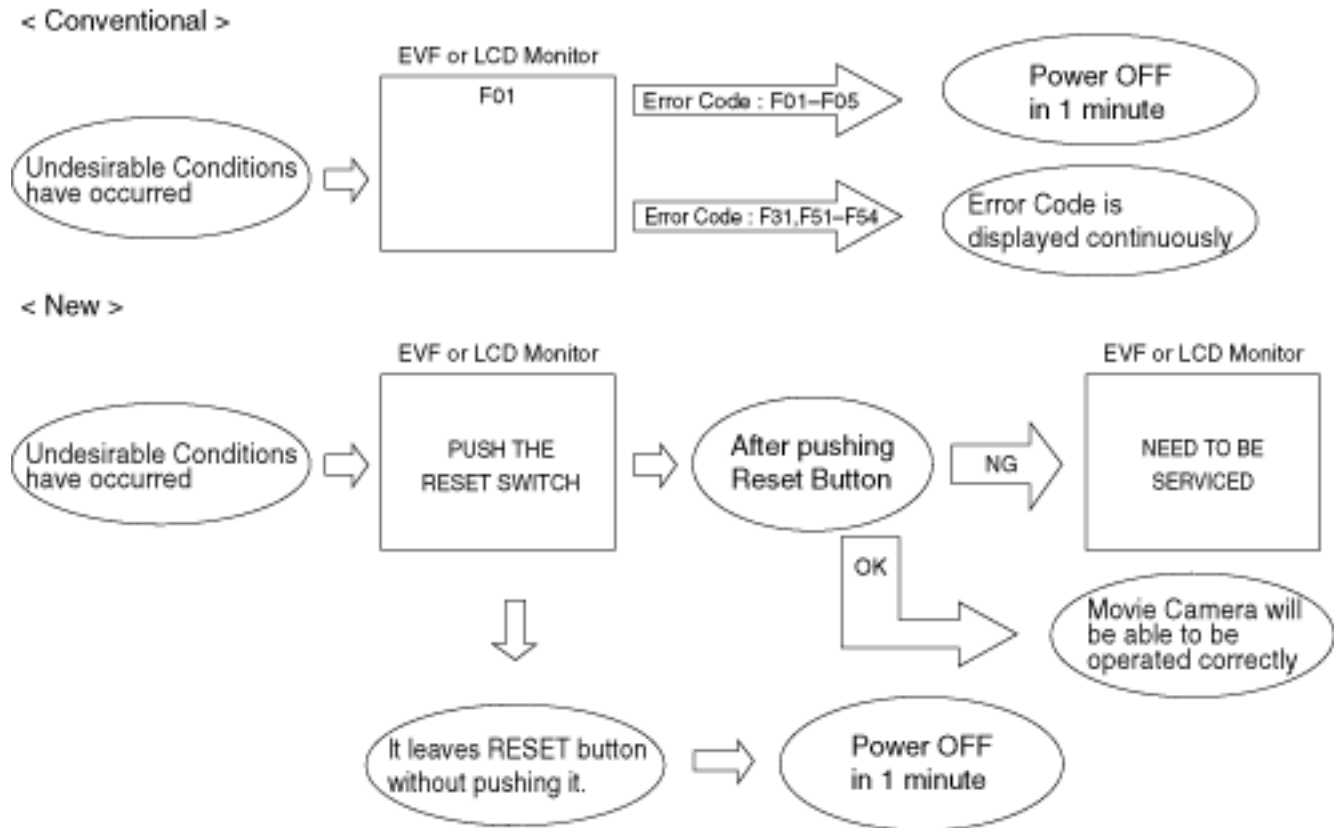 < Conventional >
EVF or LCD Monitor
F01
Error Code : F01–F05
Power OFF
in 1 minute
Undesirable Conditions
have occurred
Error Code : F31,F51–F54
Error Code is
displayed continuously
< New >
EVF or LCD Monitor
EVF or LCD Monitor
Undesirable Conditions
have occurred
PUSH THE
RESET SWITCH
After pushing
Reset Button
NG
NEED TO BE
SERVICED
OK
Movie Camera will
be able to be
operated correctly
It leaves RESET button
without pushing it.
Power OFF
in 1 minute